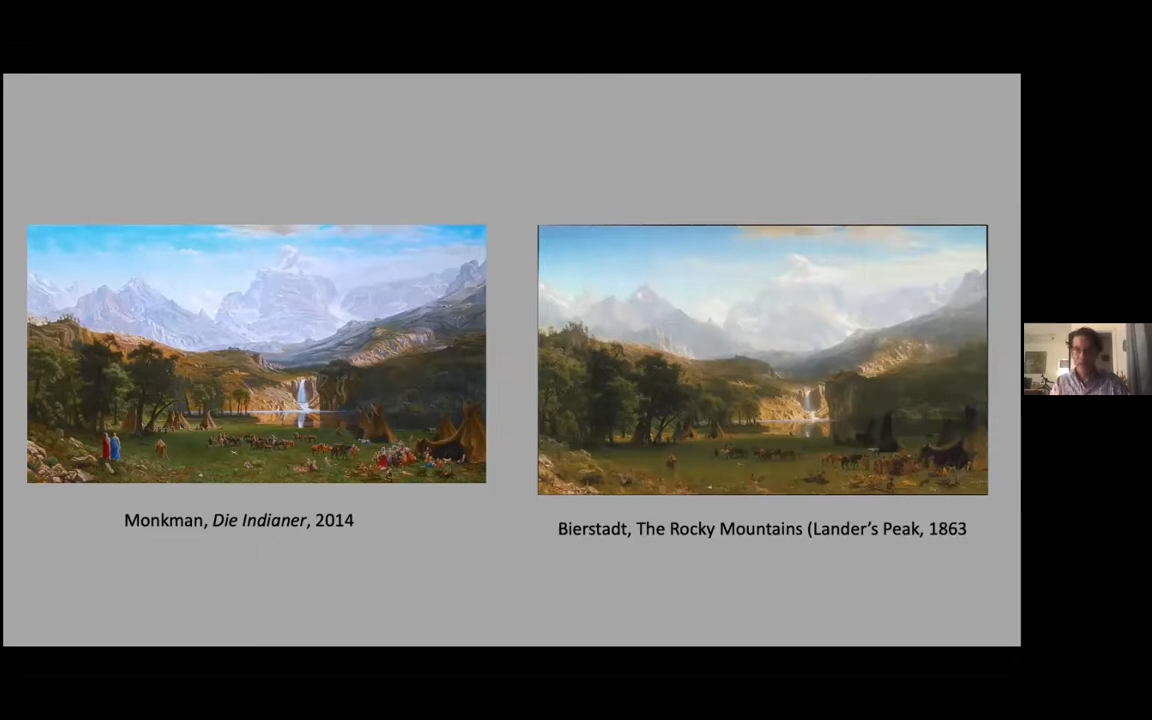 Monkman, Die Indianer, 2014
Bierstadt, The Rocky Mountains (Lander’s Peak, 1863